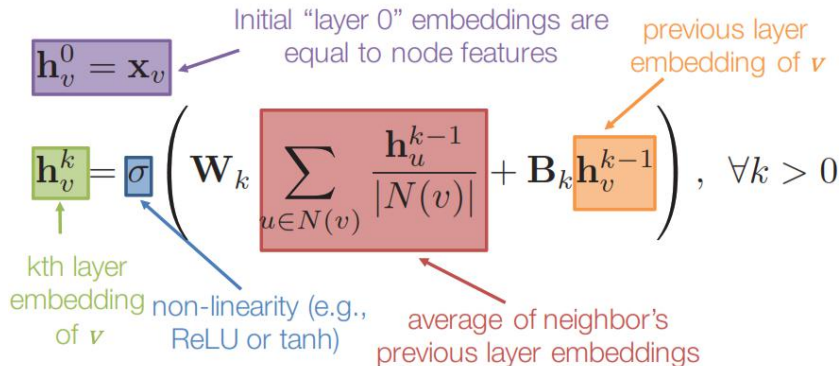 Initial “layer 0” embeddings are
equal to node features
previous layer
embedding of v
h_v^0 = x_v
h_v^k = σ ( W_k ∑_{u∈N(v)} h_u^{k−1} / |N(v)| + B_k h_v^{k−1} ) , ∀k > 0
kth layer
embedding
of v
non-linearity (e.g.,
ReLU or tanh)
average of neighbor’s
previous layer embeddings